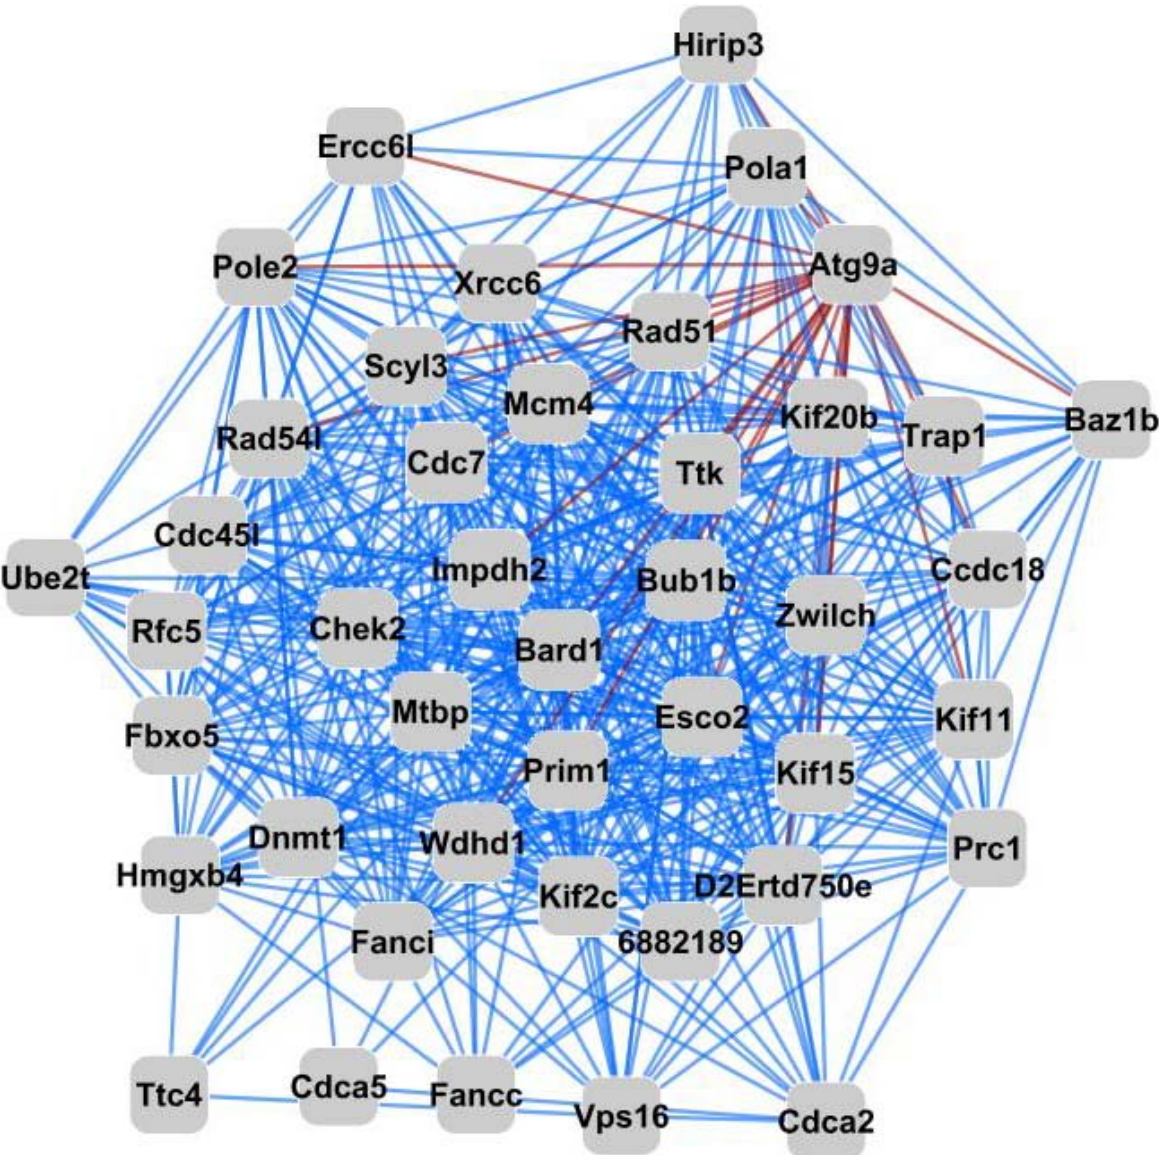 Hirip3
Ercc6l
Pola1
Pole2
Xrcc6
Atg9a
Rad51
Scyl3
Mcm4
Kif20b
Trap1
Baz1b
Rad54l
Cdc7
Ttk
Cdc45l
Ube2t
Impdh2
Bub1b
Ccdc18
Rfc5
Chek2
Bard1
Zwilch
Fbxo5
Mtbp
Esco2
Kif11
Prim1
Kif15
Hmgxb4
Dnmt1
Wdhd1
Kif2c
D2Ertd750e
Prc1
Fanci
6882189
Ttc4
Cdca5
Fancc
Vps16
Cdca2